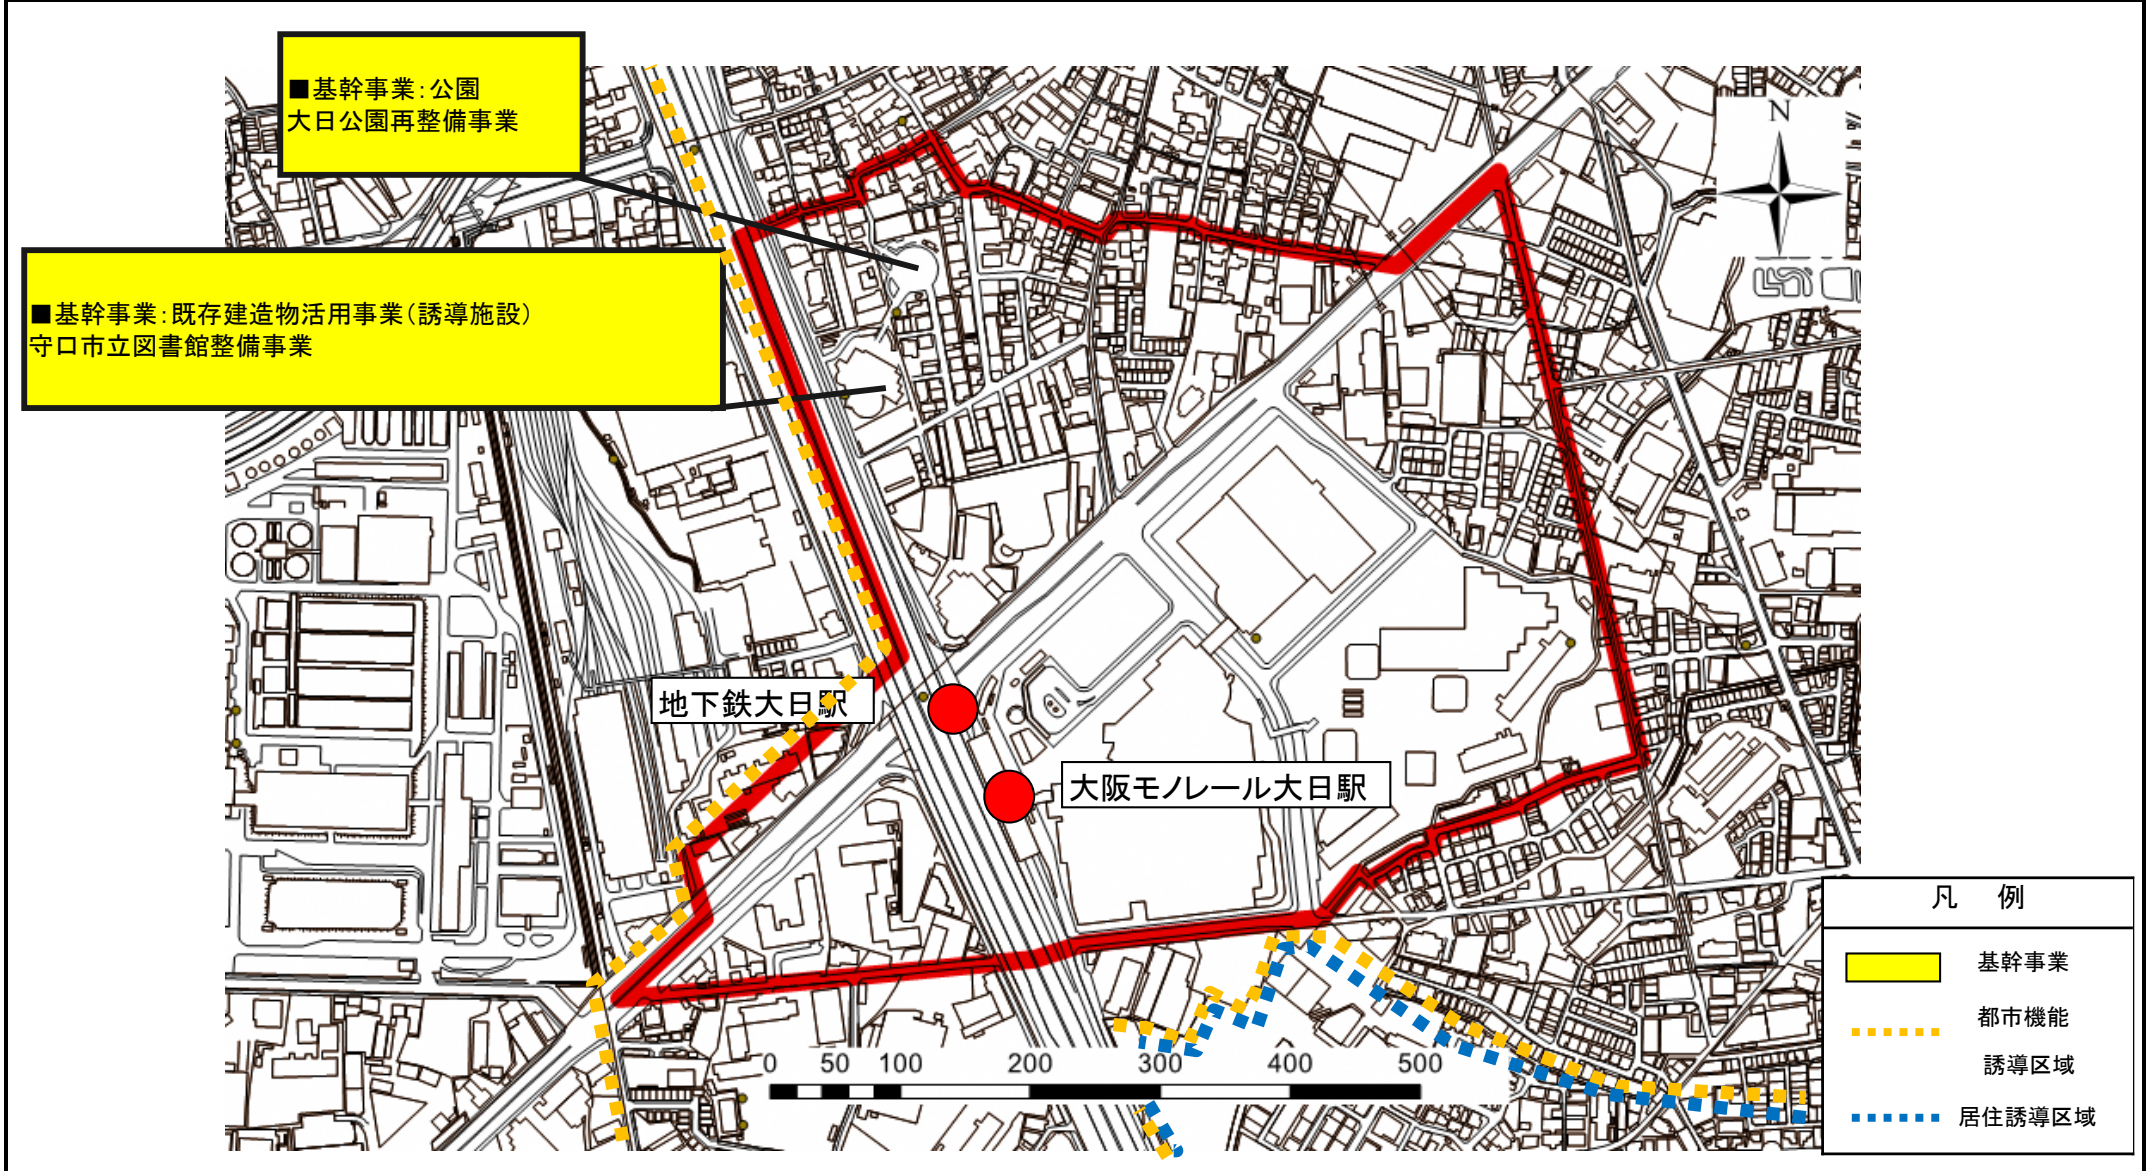 ■基幹事業:公園
大日公園再整備事業
N
■基幹事業:既存建造物活用事業(誘導施設)
守口市立図書館整備事業
地下鉄大日駅
大阪モノレール大日駅
凡 例
基幹事業
都市機能
誘導区域
居住誘導区域
0 50 100 200 300 400 500